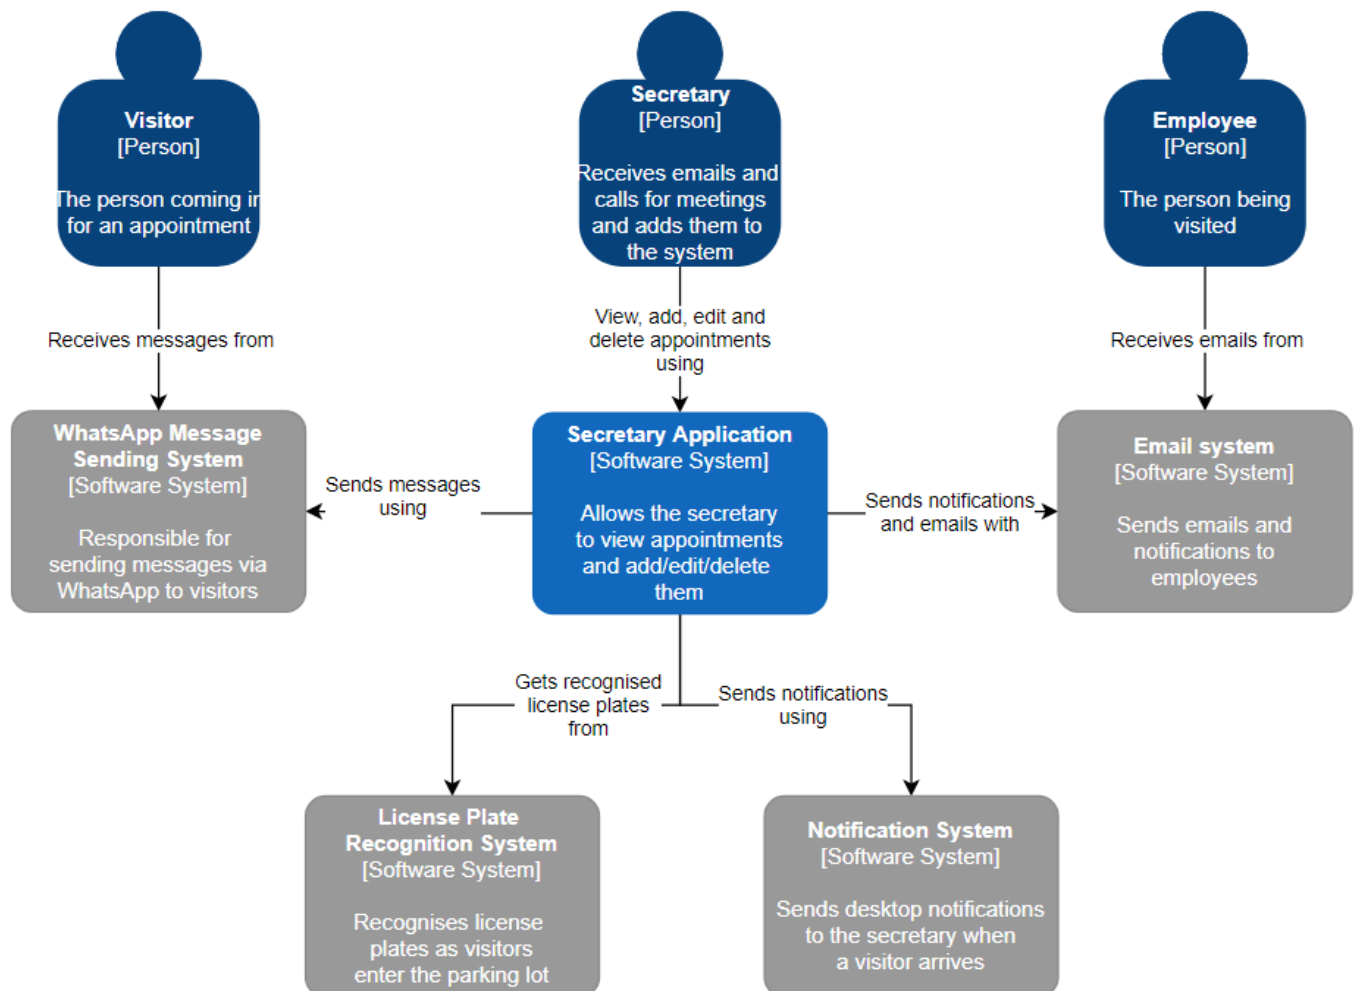 Visitor
[Person]
The person coming in
for an appointment
Secretary
[Person]
Receives emails and
calls for meetings
and adds them to
the system
Employee
[Person]
The person being
visited
Receives messages from
View, add, edit and
delete appointments
using
Receives emails from
WhatsApp Message
Sending System
[Software System]
Responsible for
sending messages via
WhatsApp to visitors
Sends messages
using
Secretary Application
[Software System]
Allows the secretary
to view appointments
and add/edit/delete
them
Sends notifications
and emails with
Email system
[Software System]
Sends emails and
notifications to
employees
Gets recognised
license plates
from
Sends notifications
using
License Plate
Recognition System
[Software System]
Recognises license
plates as visitors
enter the parking lot
Notification System
[Software System]
Sends desktop notifications
to the secretary when
a visitor arrives